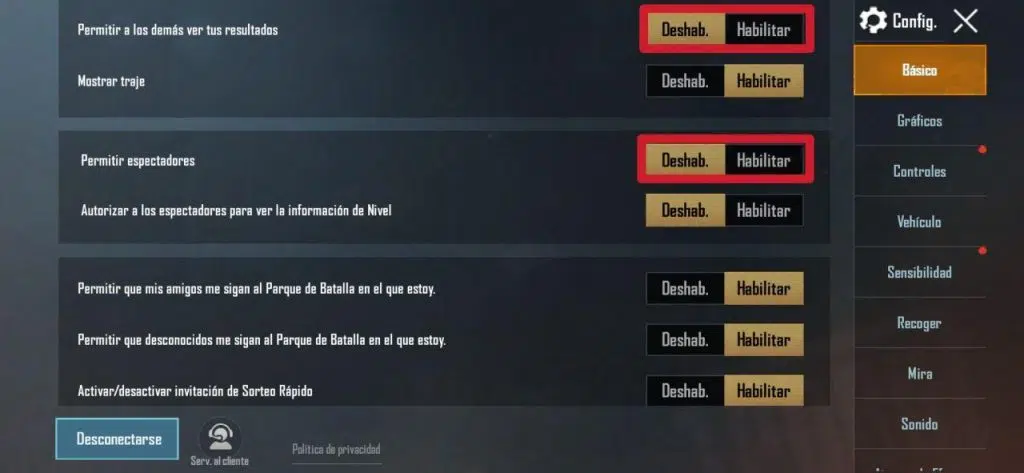 Permitir a los demás ver tus resultados
Deshab. Habilitar
Mostrar traje
Deshab. Habilitar
Permitir espectadores
Deshab. Habilitar
Autorizar a los espectadores para ver la información de Nivel
Deshab. Habilitar
Permitir que mis amigos me sigan al Parque de Batalla en el que estoy.
Deshab. Habilitar
Permitir que desconocidos me sigan al Parque de Batalla en el que estoy.
Deshab. Habilitar
Activar/desactivar invitación de Sorteo Rápido
Deshab. Habilitar
Desconectarse
Serv. al cliente
Política de privacidad
Config.
Básico
Gráficos
Controles
Vehículo
Sensibilidad
Recoger
Mira
Sonido